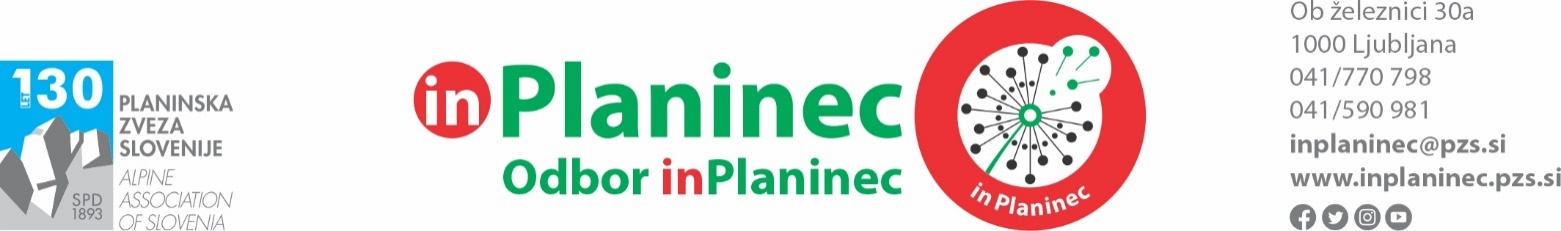 130
LET
PLANINSKA
ZVEZA
SLOVENIJE
ALPINE
ASSOCIATION
OF SLOVENIA
SPD
1893
inPlaninec
Odbor inPlaninec
in Planinec
Ob železnici 30a
1000 Ljubljana
041/770 798
041/590 981
inplaninec@pzs.si
www.inplaninec.pzs.si